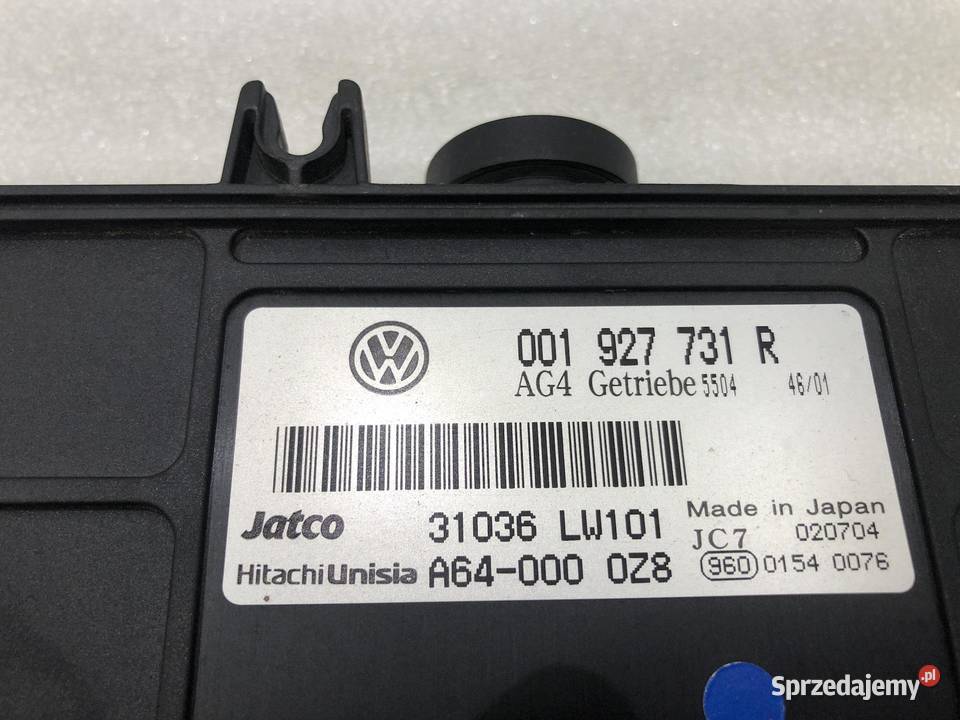 001 927 731 R
AG4 Getriebe 5504 46/01
Jatco 31036 LW101
Made in Japan
JC7 020704
HitachiUnisia A64-000 0Z8
960 0154 0076
Sprzedajemy.pl